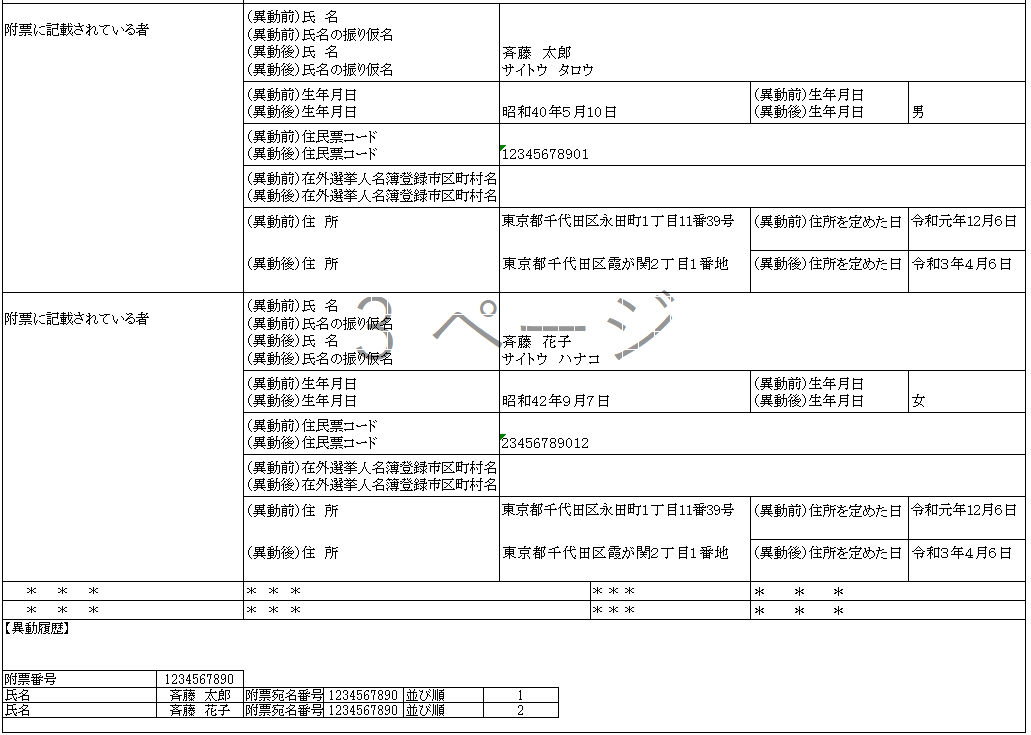 附票に記載されている者
(異動前)氏 名
(異動前)氏名の振り仮名
(異動後)氏 名 斉藤 太郎
(異動後)氏名の振り仮名 サイトウ タロウ
(異動前)生年月日 (異動前)生年月日
(異動後)生年月日 昭和40年5月10日 (異動後)生年月日 男
(異動前)住民票コード
(異動後)住民票コード 12345678901
(異動前)在外選挙人名簿登録市区町村名
(異動後)在外選挙人名簿登録市区町村名
(異動前)住 所 東京都千代田区永田町1丁目11番39号 (異動前)住所を定めた日 令和元年12月6日
(異動後)住 所 東京都千代田区霞が関2丁目1番地 (異動後)住所を定めた日 令和3年4月6日
3 ページ
附票に記載されている者
(異動前)氏 名
(異動前)氏名の振り仮名
(異動後)氏 名 斉藤 花子
(異動後)氏名の振り仮名 サイトウ ハナコ
(異動前)生年月日 (異動前)生年月日
(異動後)生年月日 昭和42年9月7日 (異動後)生年月日 女
(異動前)住民票コード
(異動後)住民票コード 23456789012
(異動前)在外選挙人名簿登録市区町村名
(異動後)在外選挙人名簿登録市区町村名
(異動前)住 所 東京都千代田区永田町1丁目11番39号 (異動前)住所を定めた日 令和元年12月6日
(異動後)住 所 東京都千代田区霞が関2丁目1番地 (異動後)住所を定めた日 令和3年4月6日
* * * * * * * * * * * *
* * * * * * * * * * * *
【異動履歴】
附票番号 1234567890
氏名 斉藤 太郎 附票宛名番号 1234567890 並び順 1
氏名 斉藤 花子 附票宛名番号 1234567890 並び順 2